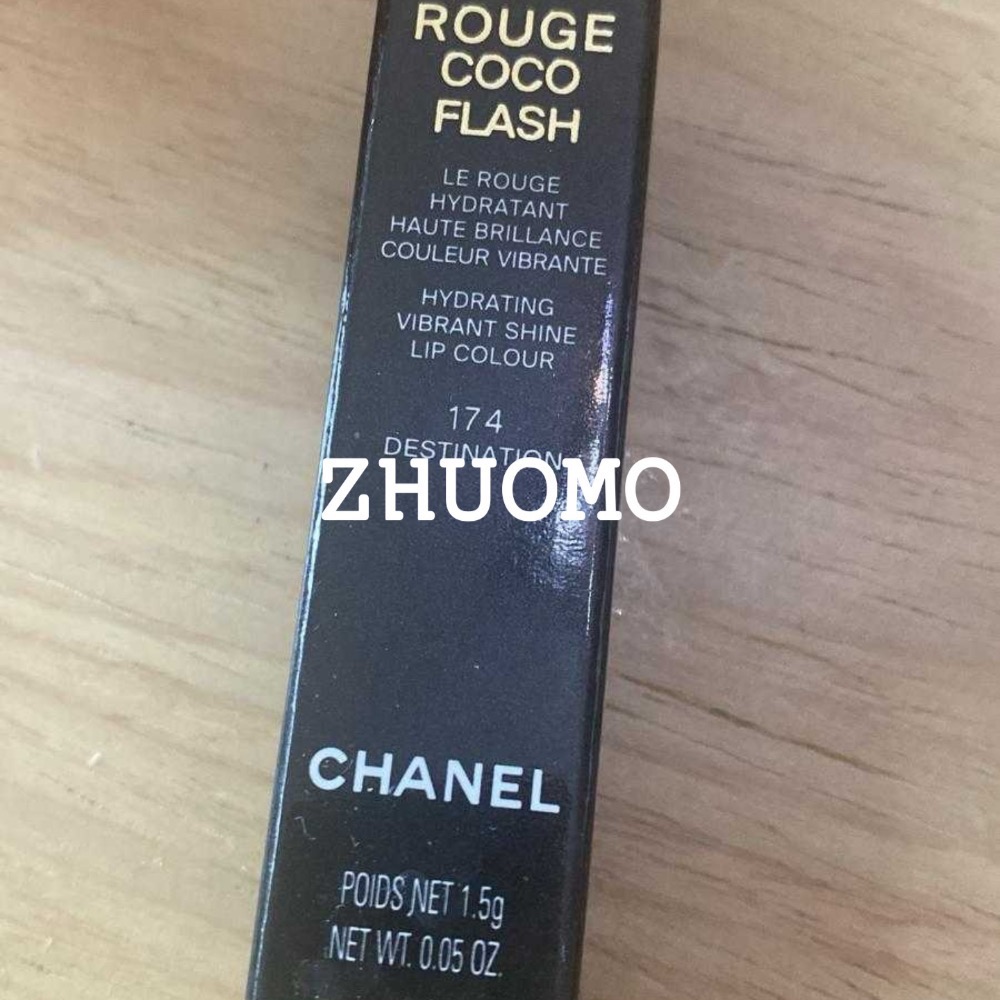 ROUGE
COCO
FLASH
LE ROUGE
HYDRATANT
HAUTE BRILLANCE
COULEUR VIBRANTE
HYDRATING
VIBRANT SHINE
LIP COLOUR
174
DESTINATION
ZHUOMO
CHANEL
POIDS NET 1.5g
NET WT. 0.05 OZ.